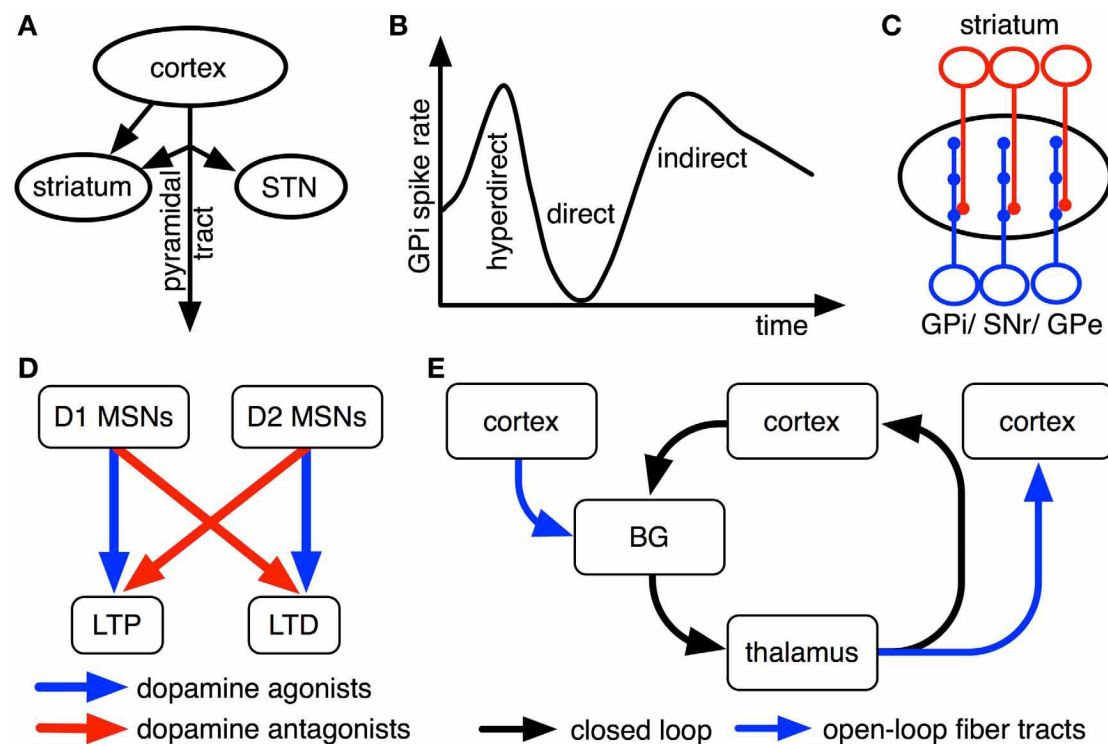 A
cortex
striatum
STN
pyramidal
tract
B
GPi spike rate
hyperdirect
direct
indirect
time
C
striatum
GPi/ SNr/ GPe
D
D1 MSNs
D2 MSNs
LTP
LTD
dopamine agonists
dopamine antagonists
E
cortex
cortex
cortex
BG
thalamus
closed loop
open-loop fiber tracts